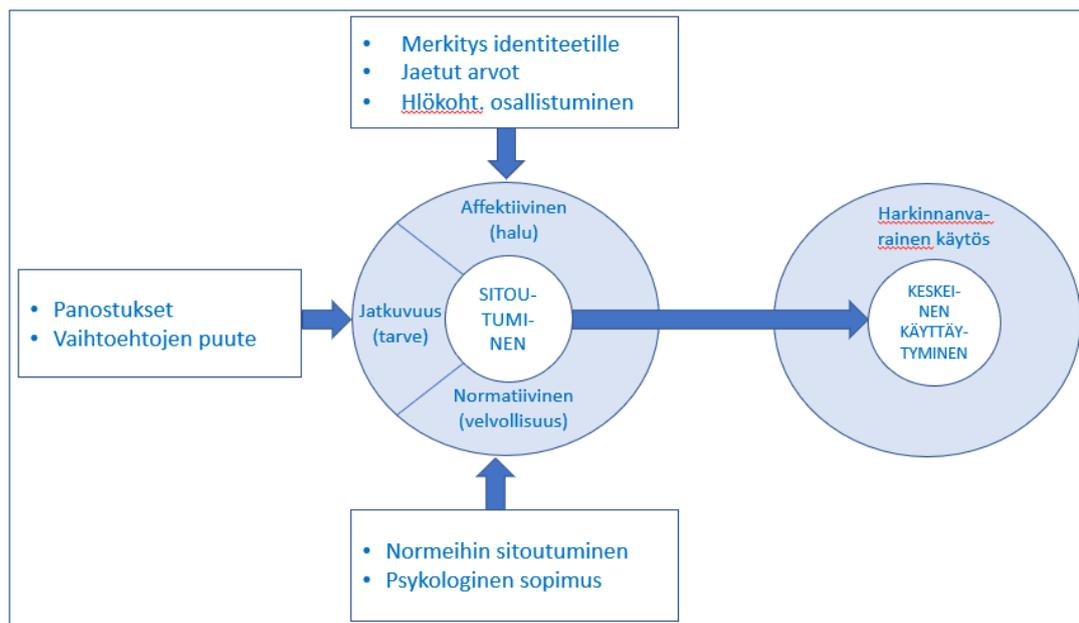 • Merkitys identiteetille
• Jaetut arvot
• Hlökoht. osallistuminen
Affektiivinen
(halu)
Harkinnanva-
rainen käytös
• Panostukset
• Vaihtoehtojen puute
Jatkuvuus
(tarve)
SITOU-
TUMI-
NEN
KESKEI-
NEN
KÄYTTÄY-
TYMINEN
Normatiivinen
(velvollisuus)
• Normeihin sitoutuminen
• Psykologinen sopimus